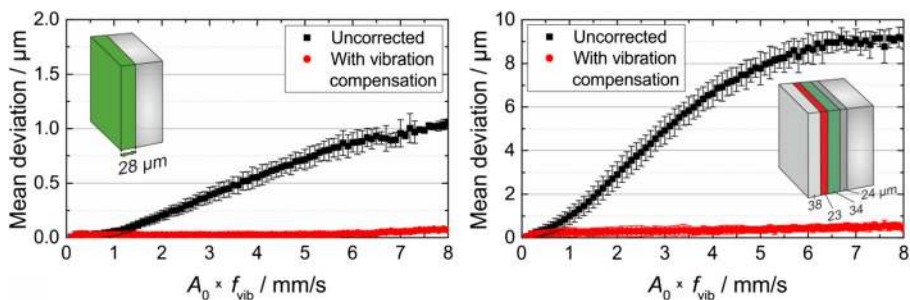 2.0
1.5
1.0
0.5
0.0
0 1 2 3 4 5 6 7 8
Mean deviation / µm
A₀ × f_vib / mm/s
Uncorrected
With vibration
compensation
28 µm
10
8
6
4
2
0
0 1 2 3 4 5 6 7 8
Mean deviation / µm
A₀ × f_vib / mm/s
Uncorrected
With vibration
compensation
38 23 34 24 µm